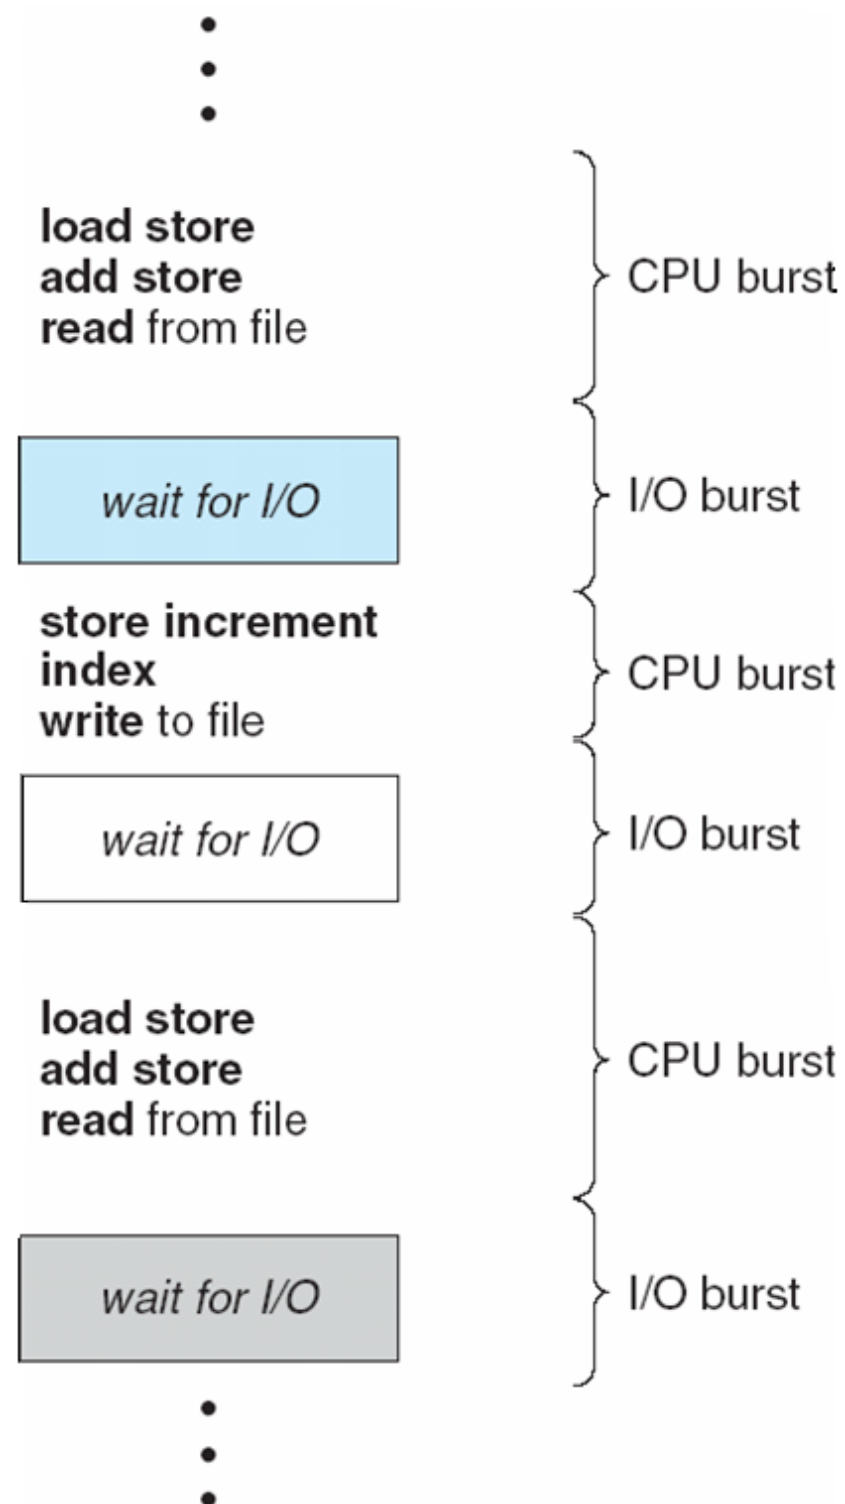 load store
add store
read from file
CPU burst
wait for I/O
I/O burst
store increment
index
write to file
CPU burst
wait for I/O
I/O burst
load store
add store
read from file
CPU burst
wait for I/O
I/O burst